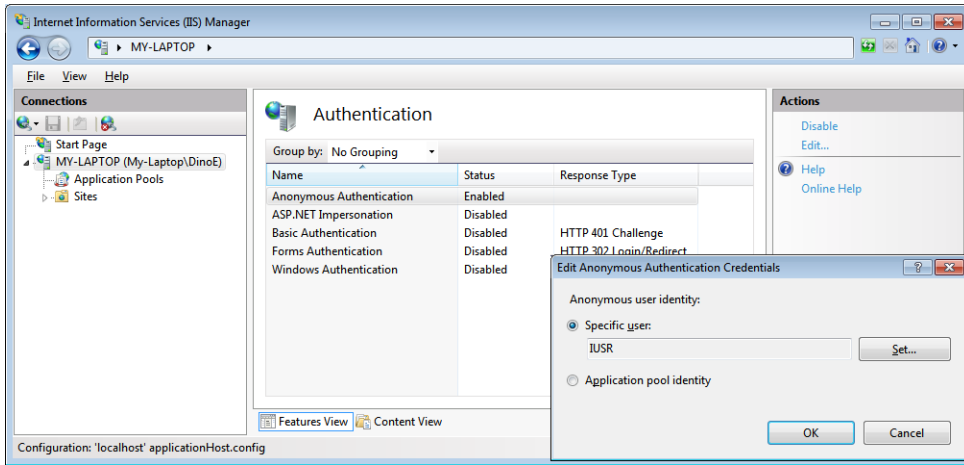 Internet Information Services (IIS) Manager
MY-LAPTOP
File View Help
Connections
Start Page
MY-LAPTOP (My-Laptop\DinoE)
Application Pools
Sites
Authentication
Group by: No Grouping
Name Status Response Type
Anonymous Authentication Enabled
ASP.NET Impersonation Disabled
Basic Authentication Disabled HTTP 401 Challenge
Forms Authentication Disabled HTTP 302 Login/Redirect
Windows Authentication Disabled
Features View Content View
Actions
Disable
Edit...
Help
Online Help
Edit Anonymous Authentication Credentials
Anonymous user identity:
Specific user:
IUSR
Set...
Application pool identity
OK Cancel
Configuration: 'localhost' applicationHost.config